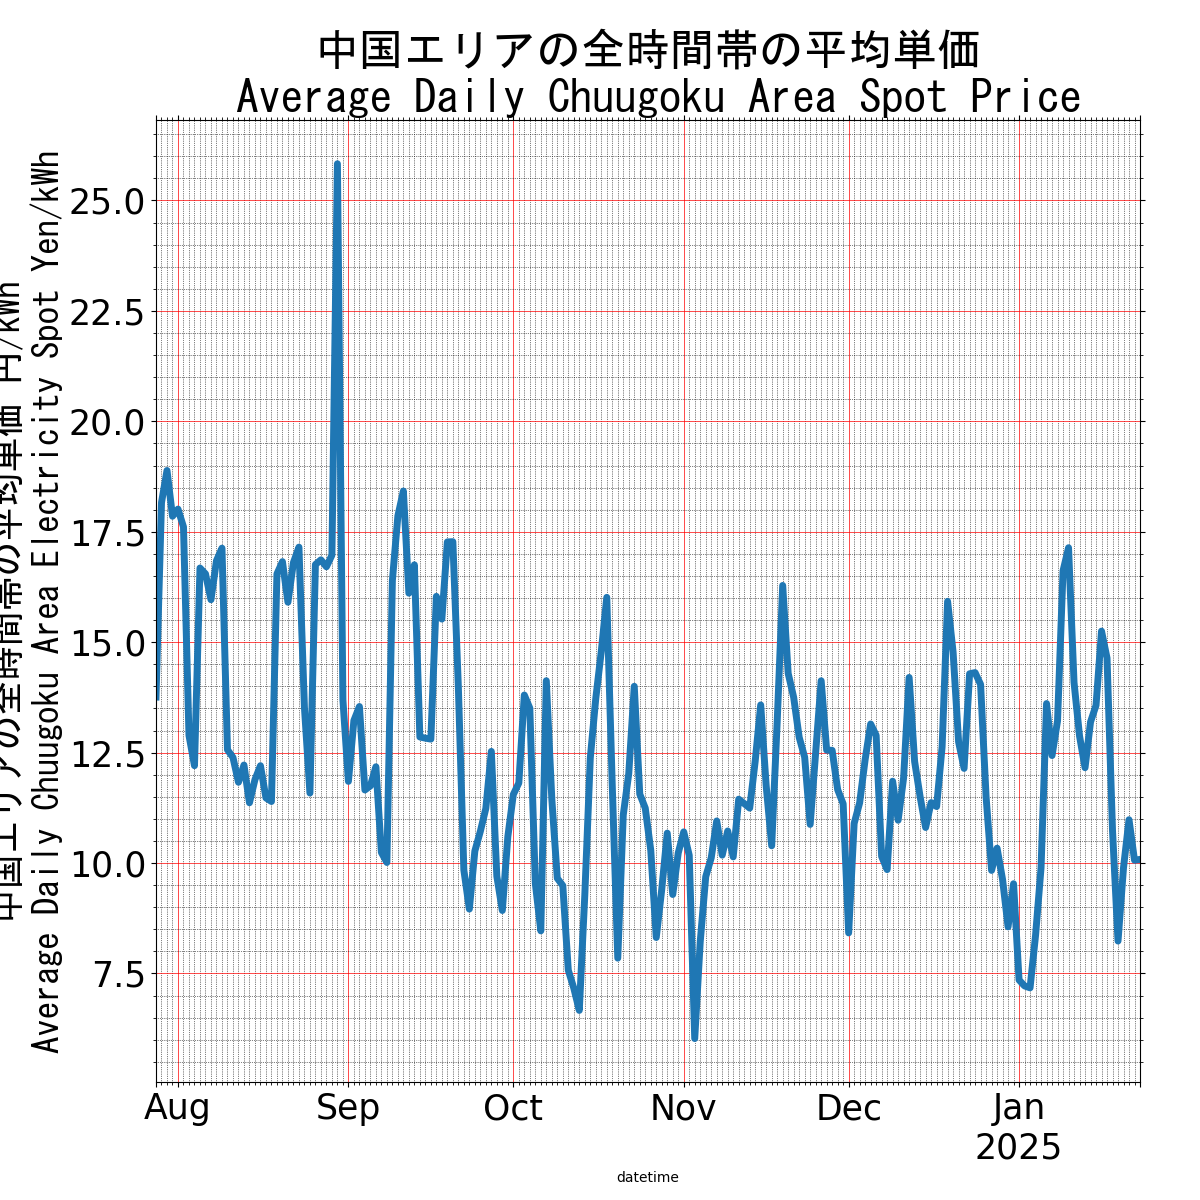 中国エリアの全時間帯の平均単価
Average Daily Chuugoku Area Spot Price
中国エリアの全時間帯の平均単価 円/kWh
Average Daily Chuugoku Area Electricity Spot Yen/kWh
25.0
22.5
20.0
17.5
15.0
12.5
10.0
7.5
Aug Sep Oct Nov Dec Jan
2025
datetime